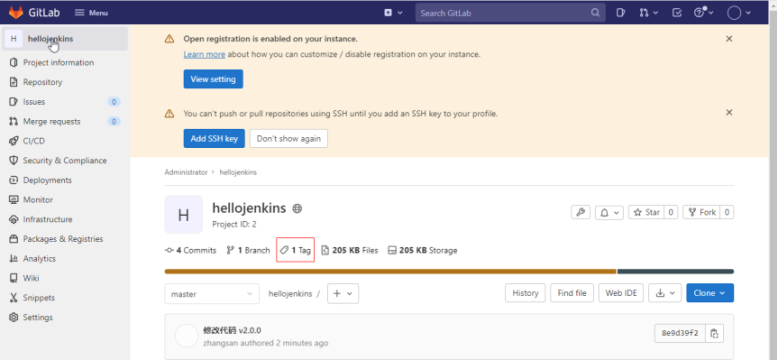 GitLab Menu Search GitLab
H hellojenkins
Project information
Repository
Issues 0
Merge requests 0
CI/CD
Security & Compliance
Deployments
Monitor
Infrastructure
Packages & Registries
Analytics
Wiki
Snippets
Settings
Open registration is enabled on your instance.
Learn more about how you can customize / disable registration on your instance.
View setting
You can't push or pull repositories using SSH until you add an SSH key to your profile.
Add SSH key Don't show again
Administrator › hellojenkins
H
hellojenkins
Project ID: 2
Star 0 Fork 0
4 Commits 1 Branch 1 Tag 205 KB Files 205 KB Storage
master hellojenkins / + History Find file Web IDE Clone
修改代码 v2.0.0
zhangsan authored 2 minutes ago
8e9d39f2